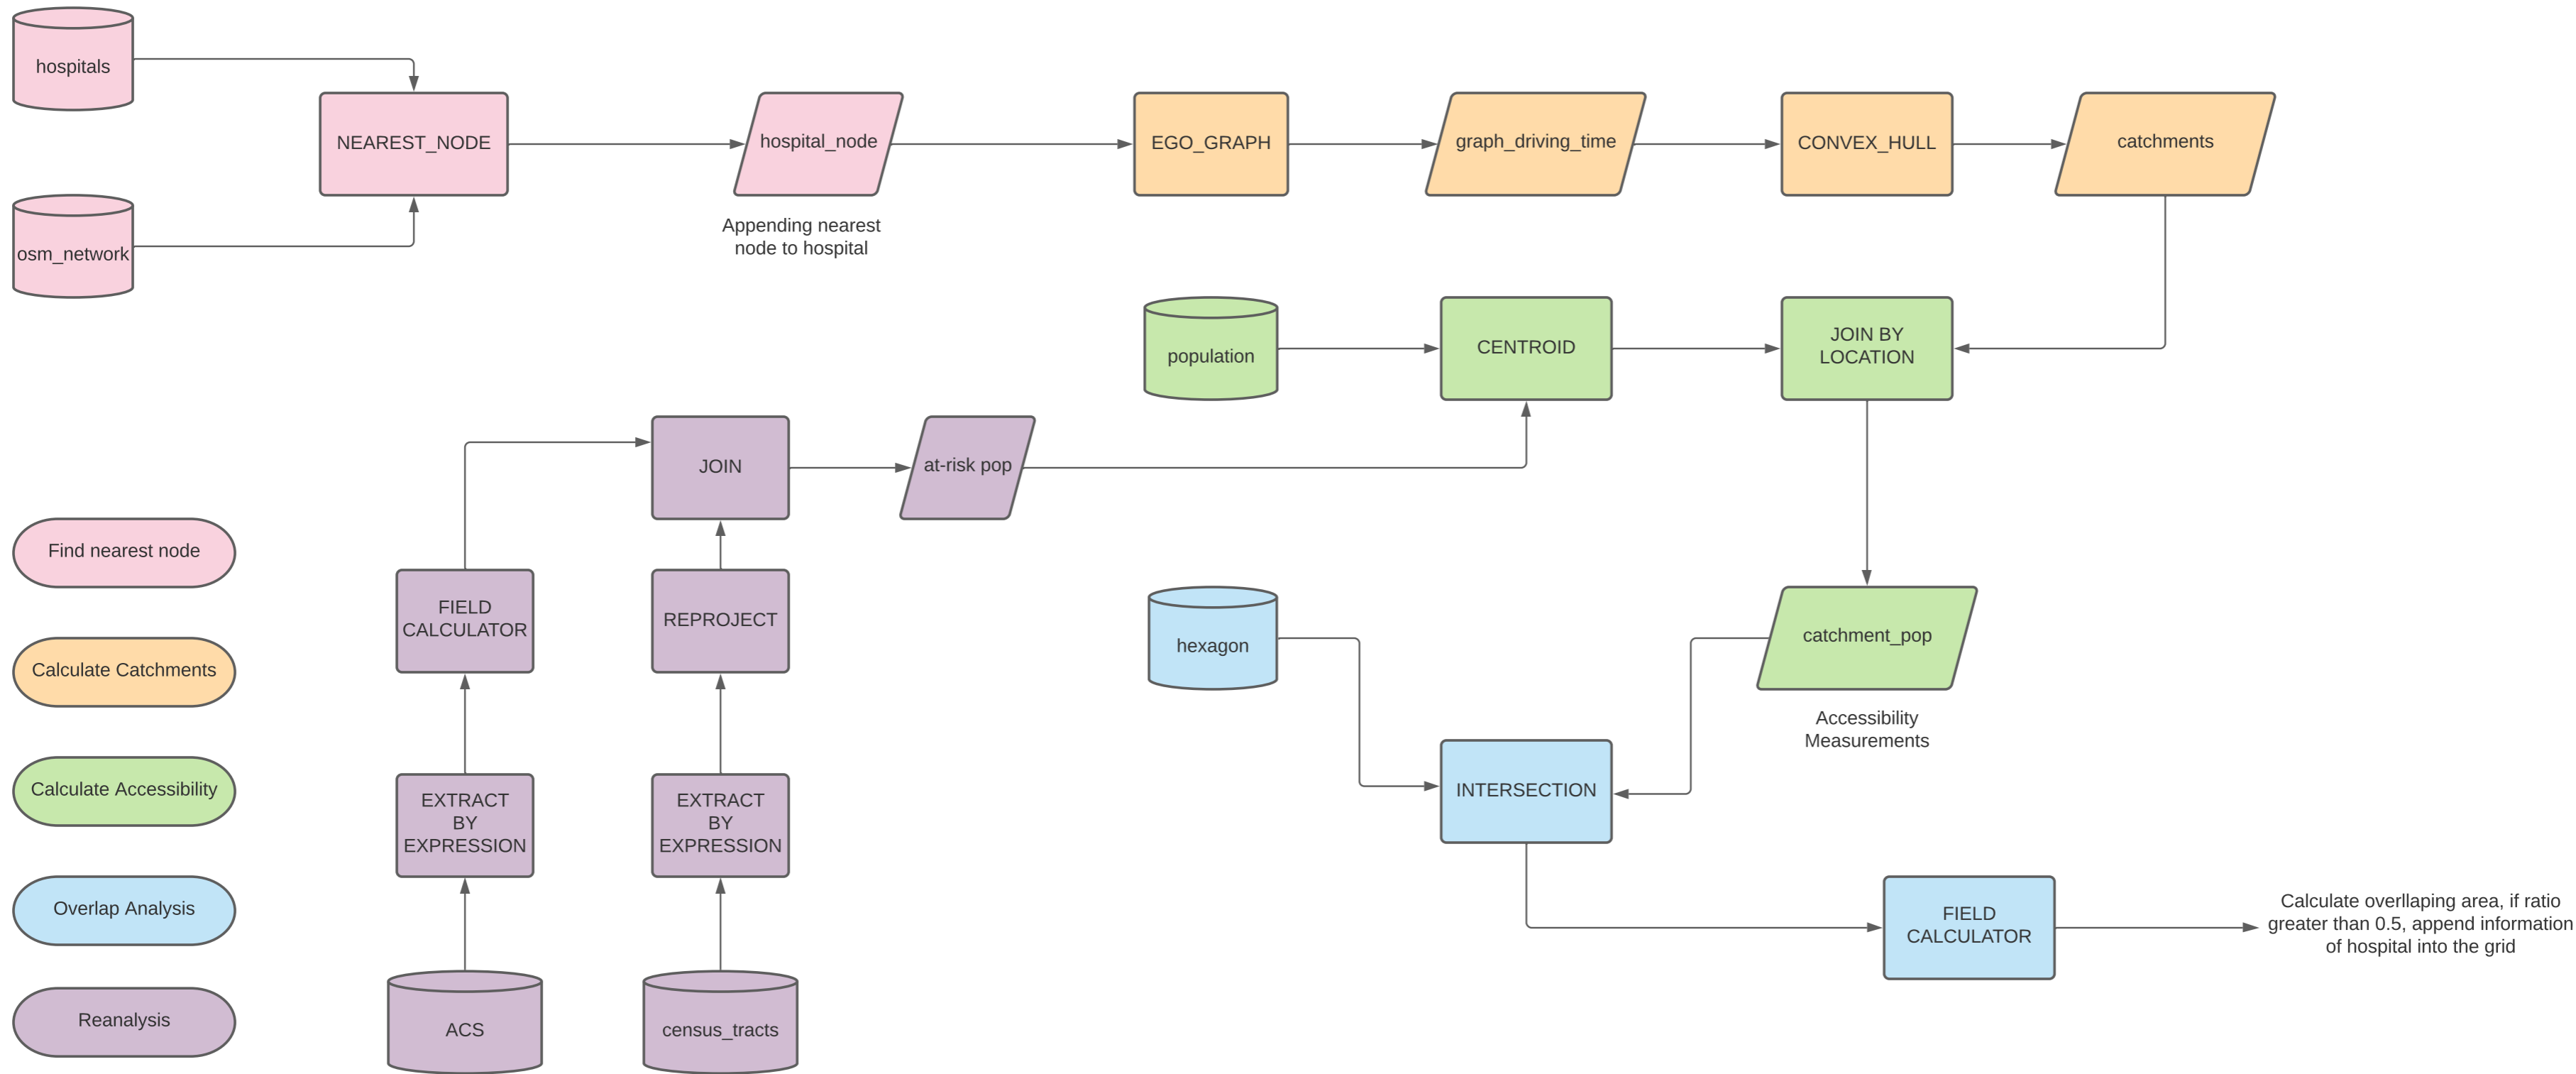 hospitals
NEAREST_NODE
hospital_node
EGO_GRAPH
graph_driving_time
CONVEX_HULL
catchments
osm_network
Appending nearest
node to hospital
population
CENTROID
JOIN BY
LOCATION
JOIN
at-risk pop
Find nearest node
FIELD
CALCULATOR
REPROJECT
hexagon
catchment_pop
Calculate Catchments
Accessibility
Measurements
Calculate Accessibility
EXTRACT
BY
EXPRESSION
EXTRACT
BY
EXPRESSION
INTERSECTION
Overlap Analysis
FIELD
CALCULATOR
Calculate overllaping area, if ratio
greater than 0.5, append information
of hospital into the grid
Reanalysis
ACS
census_tracts